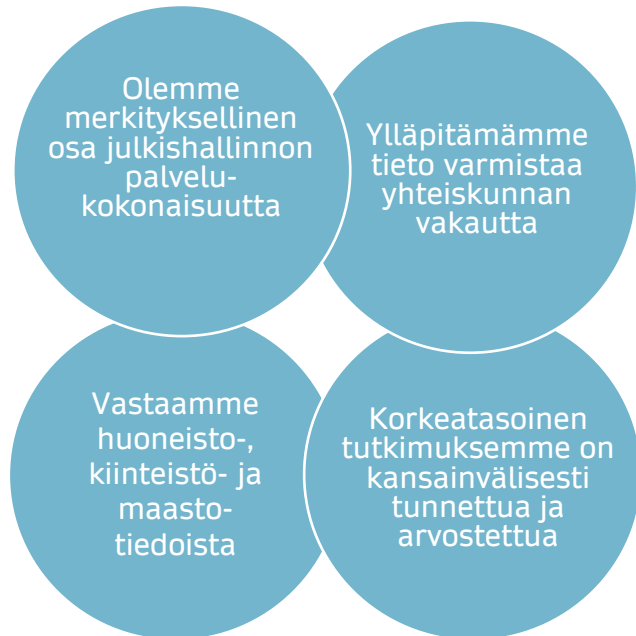 Olemme
merkityksellinen
osa julkishallinnon
palvelu-
kokonaisuutta
Ylläpitämämme
tieto varmistaa
yhteiskunnan
vakautta
Vastaamme
huoneisto-,
kiinteistö- ja
maasto-
tiedoista
Korkeatasoinen
tutkimuksemme on
kansainvälisesti
tunnettua ja
arvostettua